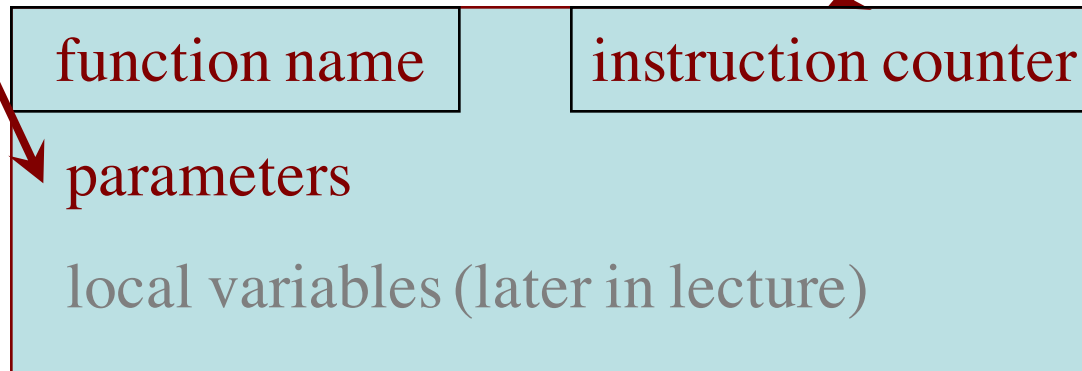 function name instruction counter
parameters
local variables (later in lecture)